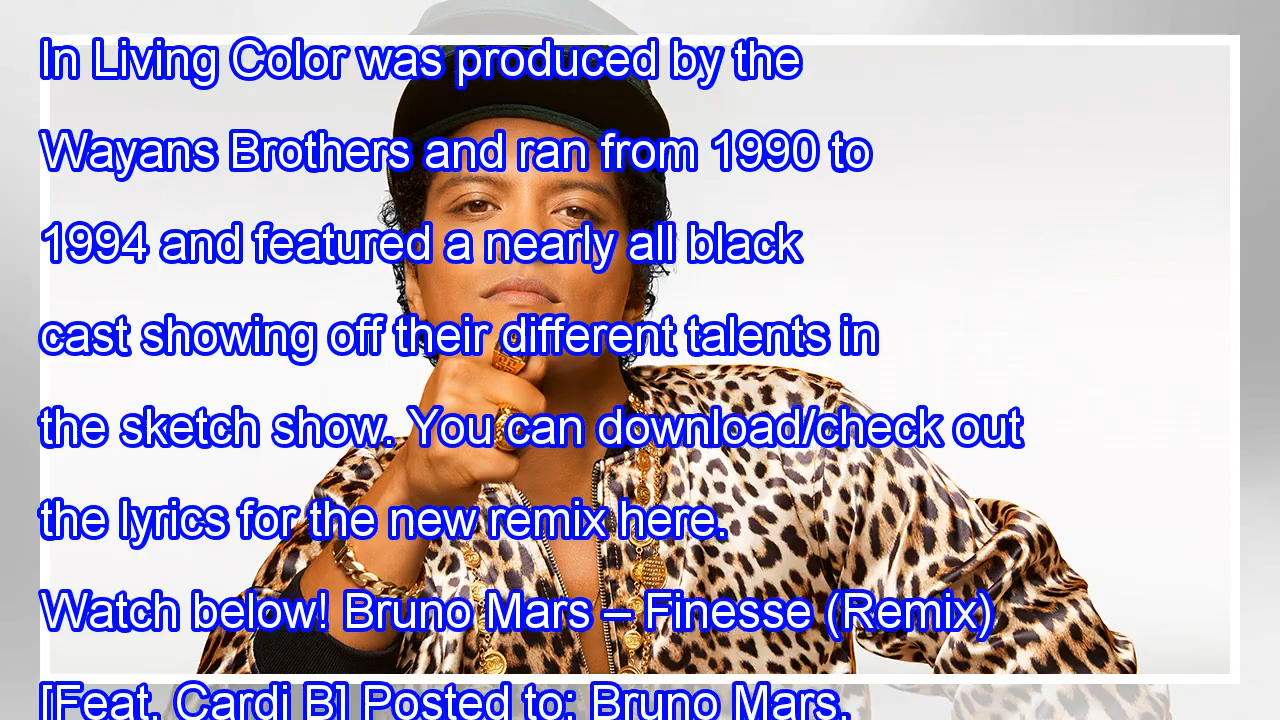 In Living Color was produced by the
Wayans Brothers and ran from 1990 to
1994 and featured a nearly all black
cast showing off their different talents in
the sketch show. You can download/check out
the lyrics for the new remix here.
Watch below! Bruno Mars – Finesse (Remix)
[Feat. Cardi B] Posted to: Bruno Mars,